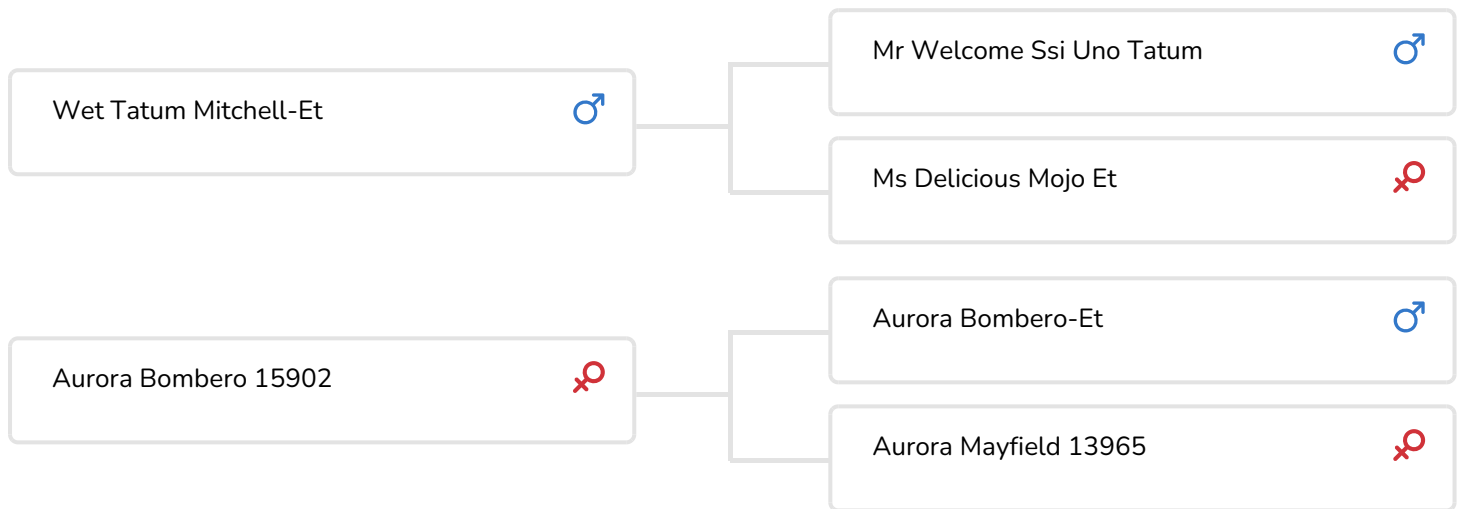 Mr Welcome Ssi Uno Tatum
Wet Tatum Mitchell-Et
Ms Delicious Mojo Et
Aurora Bombero-Et
Aurora Bombero 15902
Aurora Mayfield 13965